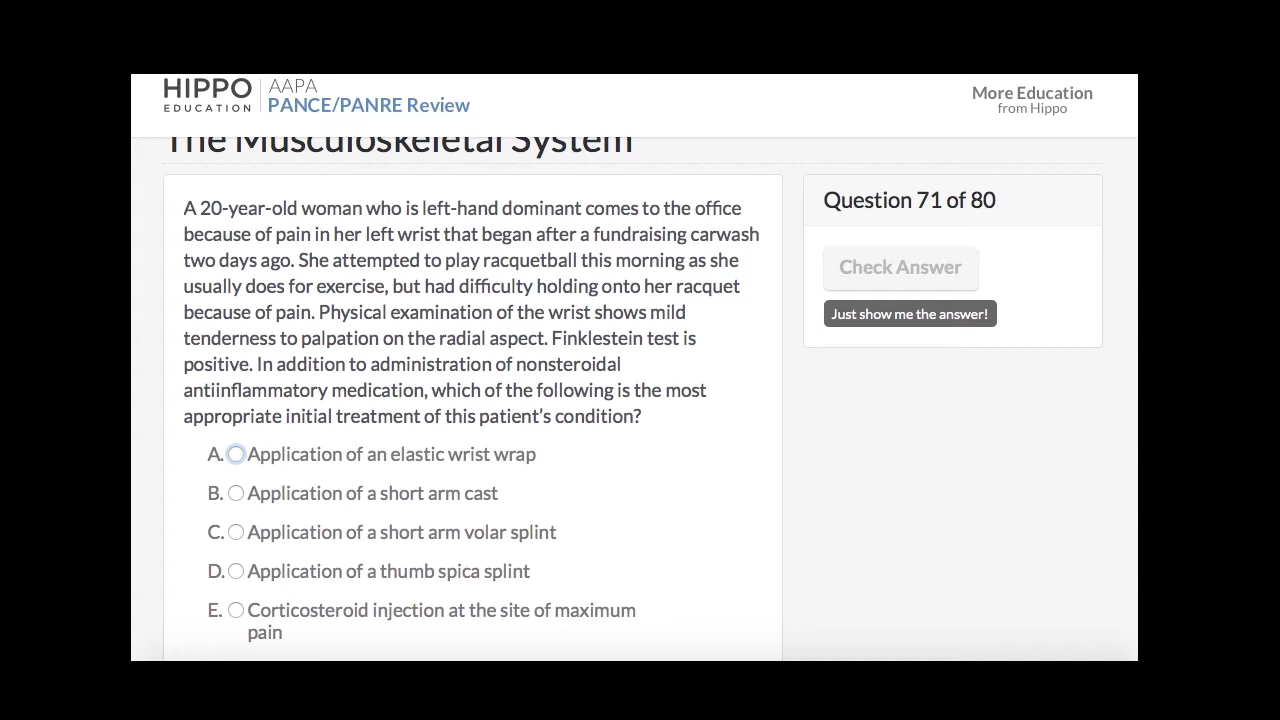 HIPPO
EDUCATION
AAPA
PANCE/PANRE Review
More Education
from Hippo
The Musculoskeletal System
A 20-year-old woman who is left-hand dominant comes to the office
because of pain in her left wrist that began after a fundraising carwash
two days ago. She attempted to play racquetball this morning as she
usually does for exercise, but had difficulty holding onto her racquet
because of pain. Physical examination of the wrist shows mild
tenderness to palpation on the radial aspect. Finklestein test is
positive. In addition to administration of nonsteroidal
antiinflammatory medication, which of the following is the most
appropriate initial treatment of this patient's condition?
A. Application of an elastic wrist wrap
B. Application of a short arm cast
C. Application of a short arm volar splint
D. Application of a thumb spica splint
E. Corticosteroid injection at the site of maximum
pain
Question 71 of 80
Check Answer
Just show me the answer!